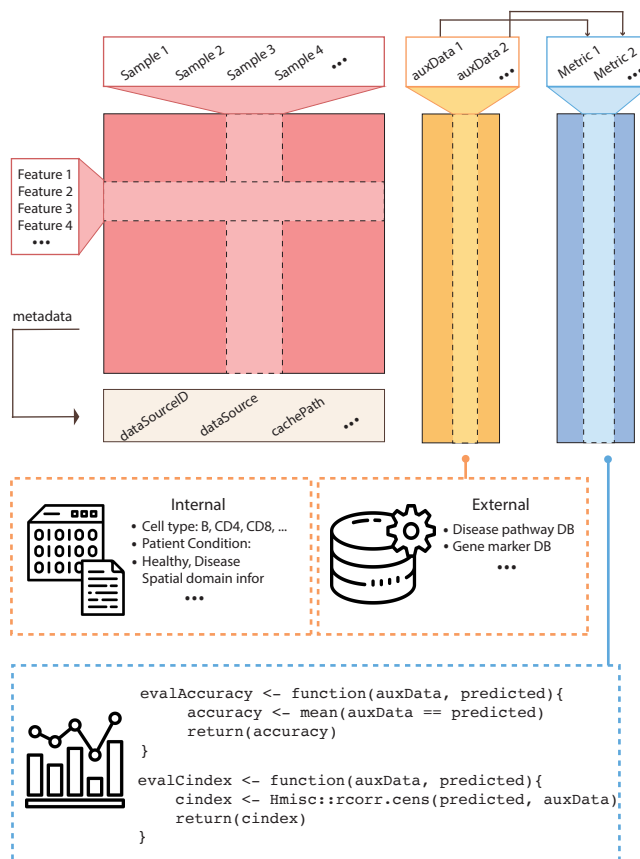 Sample 1
Sample 2
Sample 3
Sample 4
...
auxData 1
auxData 2
...
Metric 1
Metric 2
...
Feature 1
Feature 2
Feature 3
Feature 4
...
metadata
dataSourceID
dataSource
cachePath
...
Internal
• Cell type: B, CD4, CD8, ...
• Patient Condition:
• Healthy, Disease
Spatial domain infor
...
010100
101001
External
• Disease pathway DB
• Gene marker DB
...
evalAccuracy <- function(auxData, predicted){
accuracy <- mean(auxData == predicted)
return(accuracy)
}
evalCindex <- function(auxData, predicted){
cindex <- Hmisc::rcorr.cens(predicted, auxData)
return(cindex)
}